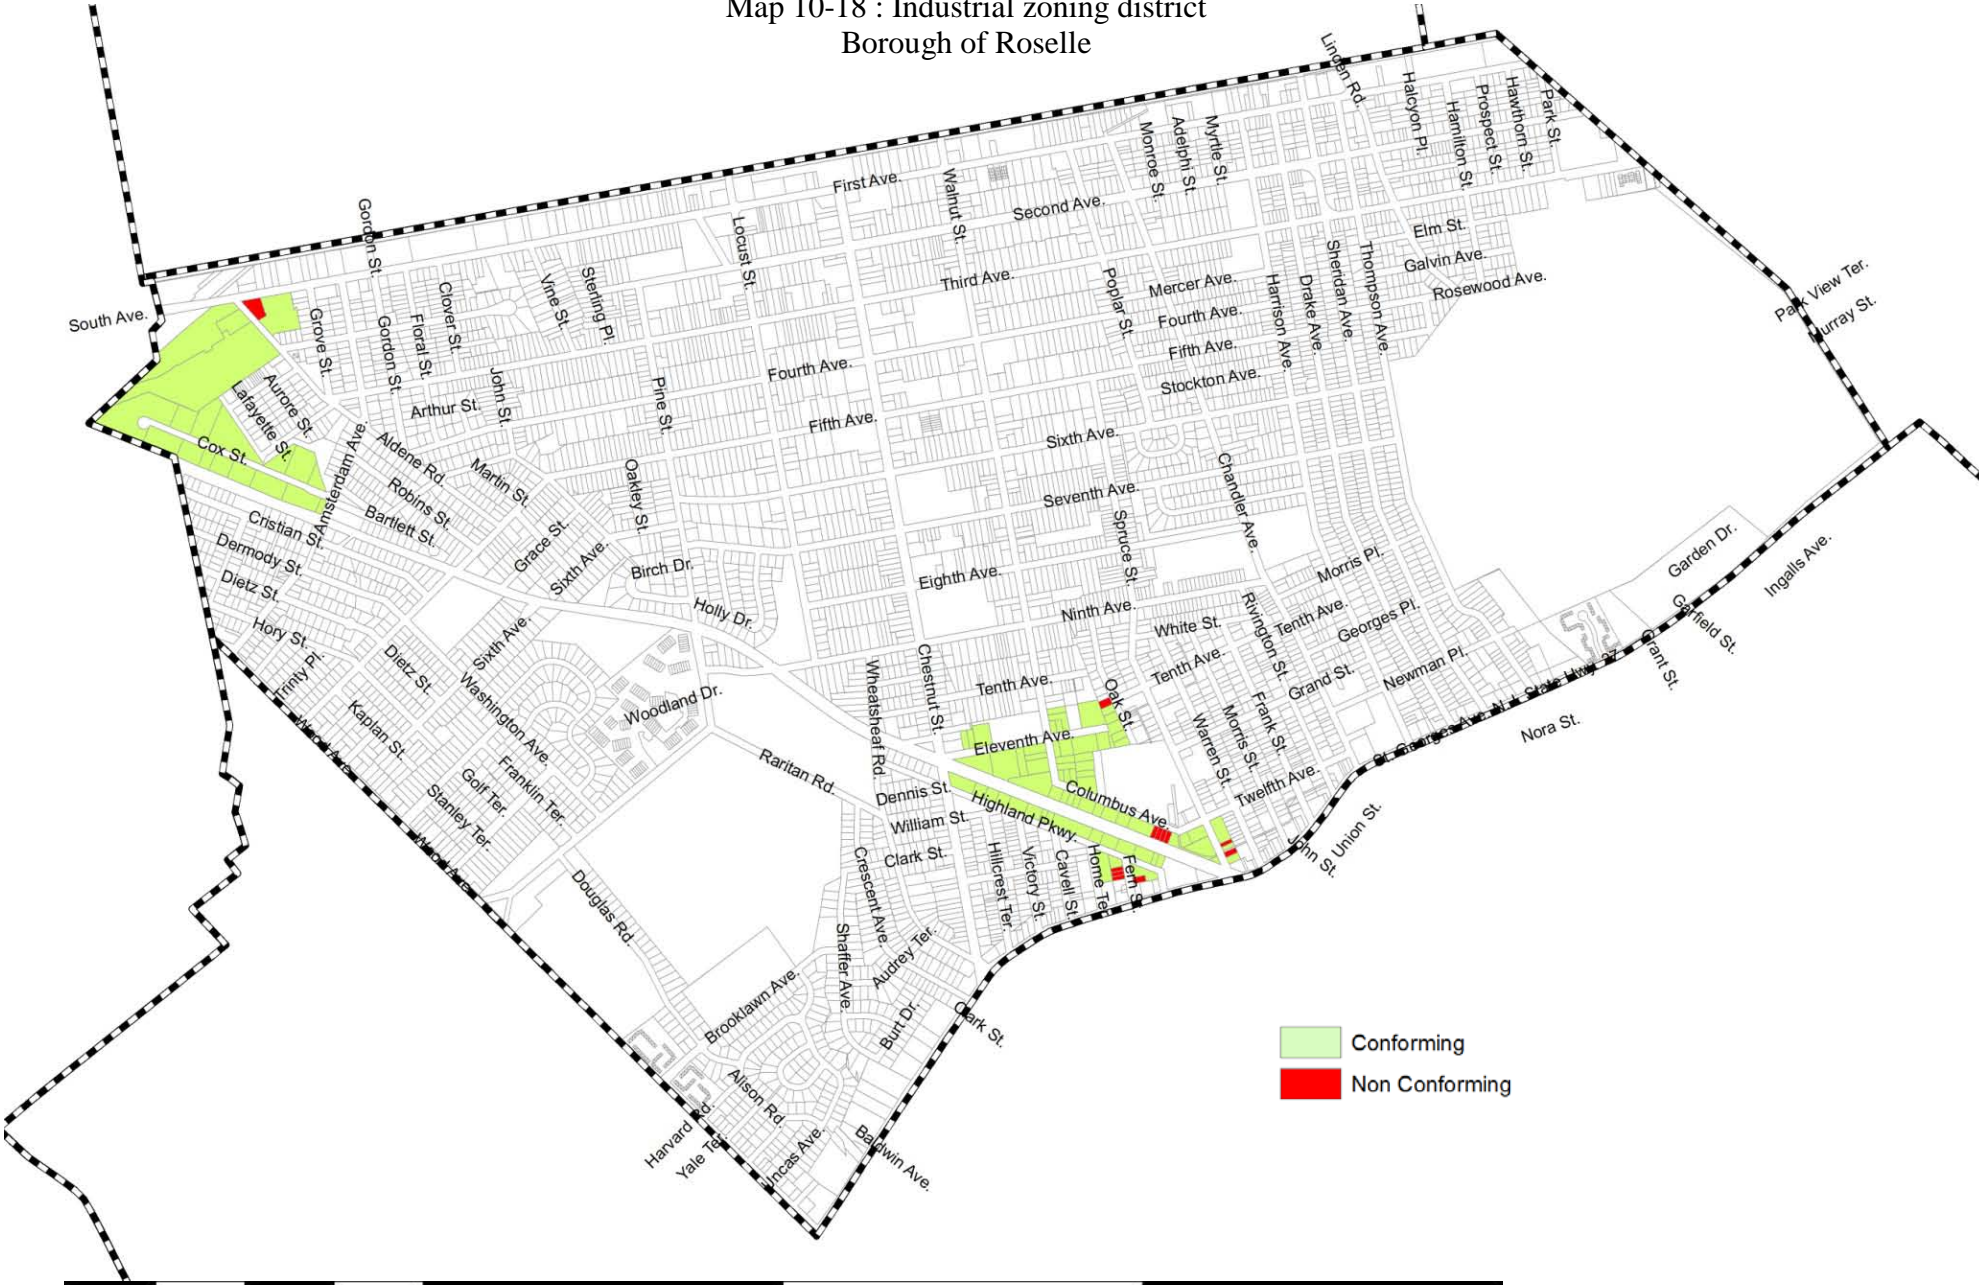 Map 10-18 : Industrial zoning district
Borough of Roselle
Linden Rd.
Halcyon Pl.
Hamilton St.
Prospect St.
Hawthorn St.
Park St.
Monroe St.
Adelphi St.
Myrtle St.
First Ave.
Walnut St.
Second Ave.
Gordon St.
Locust St.
Elm St.
Galvin Ave.
Rosewood Ave.
Third Ave.
Poplar St.
Mercer Ave.
Fourth Ave.
Fifth Ave.
Stockton Ave.
Harrison Ave.
Drake Ave.
Sheridan Ave.
Thompson Ave.
Park View Ter.
Murray St.
South Ave.
Grove St.
Gordon St.
Floral St.
Clover St.
Vine St.
Sterling Pl.
John St.
Arthur St.
Pine St.
Fourth Ave.
Fifth Ave.
Sixth Ave.
Aurore St.
Lafayette St.
Cox St.
Amsterdam Ave.
Aldene Rd.
Robins St.
Martin St.
Bartlett St.
Oakley St.
Grace St.
Sixth Ave.
Seventh Ave.
Chandler Ave.
Spruce St.
Cristian St.
Dermody St.
Dietz St.
Hory St.
Trinty Pl.
Birch Dr.
Holly Dr.
Eighth Ave.
Ninth Ave.
Morris Pl.
Tenth Ave.
Georges Pl.
White St.
Rivington St.
Garden Dr.
Ingalls Ave.
Garfield St.
Grant St.
Sixth Ave.
Dietz St.
Washington Ave.
Kaplan St.
Wood Ave.
Woodland Dr.
Wheatsheaf Rd.
Chestnut St.
Tenth Ave.
Oak St.
Tenth Ave.
Grand St.
Newman Pl.
St. Georges Ave. N.J. State Hwy. 27
Nora St.
Eleventh Ave.
Warren St.
Morris St.
Frank St.
Twelfth Ave.
Raritan Rd.
Franklin Ter.
Golf Ter.
Stanley Ter.
Wood Ave.
Dennis St.
William St.
Clark St.
Highland Pkwy.
Columbus Ave.
Union St.
John St.
Crescent Ave.
Hillcrest Ter.
Victory St.
Cavell St.
Home Ter.
Fern St.
Douglas Rd.
Shaffer Ave.
Audrey Ter.
Brooklawn Ave.
Burt Dr.
Clark St.
Alison Rd.
Harvard Rd.
Yale Ter.
Uncas Ave.
Baldwin Ave.
Conforming
Non Conforming